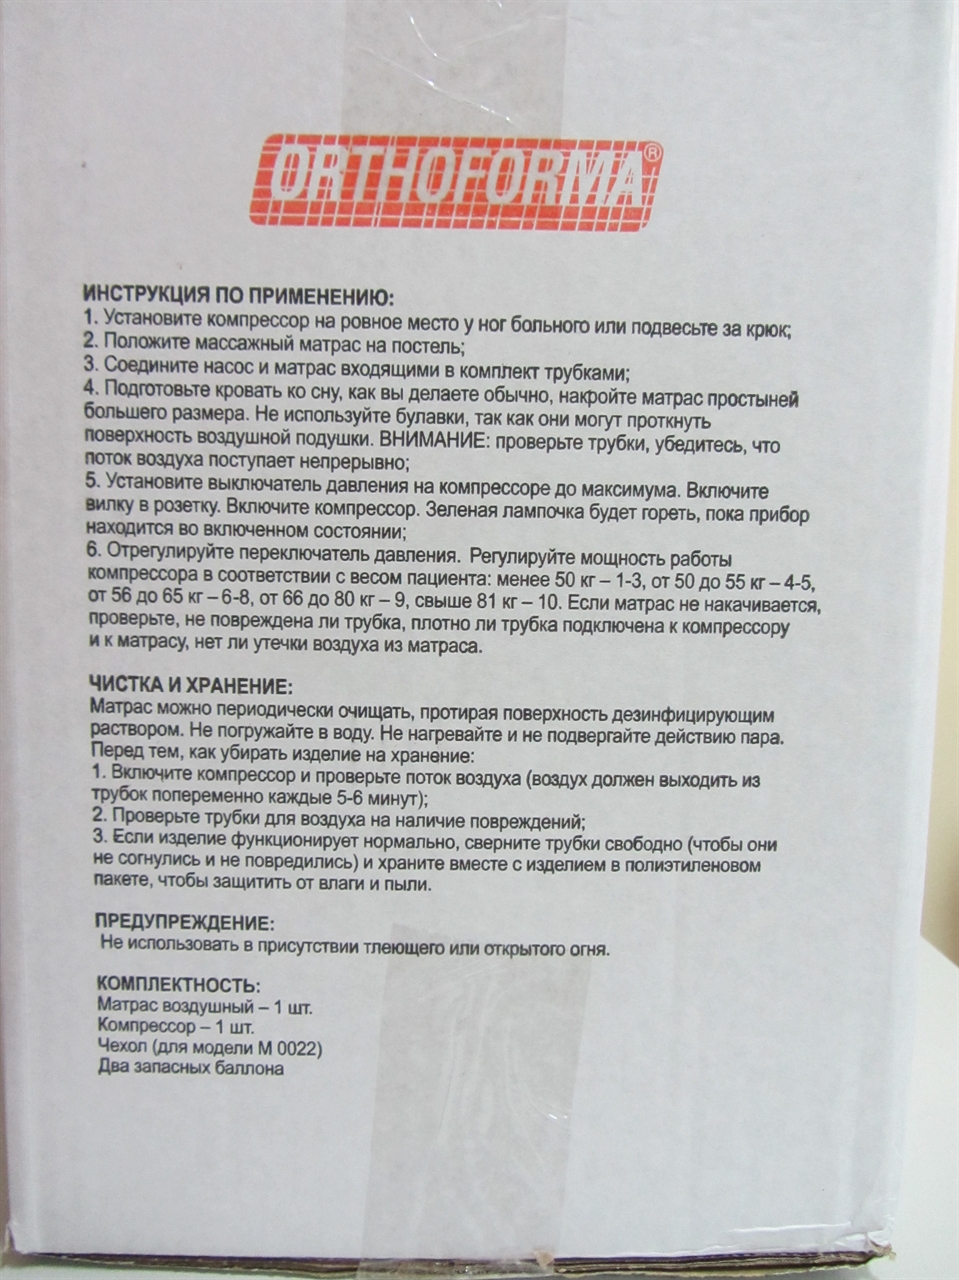 ORTHOFORMA®
ИНСТРУКЦИЯ ПО ПРИМЕНЕНИЮ:
1. Установите компрессор на ровное место у ног больного или подвесьте за крюк;
2. Положите массажный матрас на постель;
3. Соедините насос и матрас входящими в комплект трубками;
4. Подготовьте кровать ко сну, как вы делаете обычно, накройте матрас простыней
большего размера. Не используйте булавки, так как они могут проткнуть
поверхность воздушной подушки. ВНИМАНИЕ: проверьте трубки, убедитесь, что
поток воздуха поступает непрерывно;
5. Установите выключатель давления на компрессоре до максимума. Включите
вилку в розетку. Включите компрессор. Зеленая лампочка будет гореть, пока прибор
находится во включенном состоянии;
6. Отрегулируйте переключатель давления. Регулируйте мощность работы
компрессора в соответствии с весом пациента: менее 50 кг – 1-3, от 50 до 55 кг – 4-5,
от 56 до 65 кг – 6-8, от 66 до 80 кг – 9, свыше 81 кг – 10. Если матрас не накачивается,
проверьте, не повреждена ли трубка, плотно ли трубка подключена к компрессору
и к матрасу, нет ли утечки воздуха из матраса.
ЧИСТКА И ХРАНЕНИЕ:
Матрас можно периодически очищать, протирая поверхность дезинфицирующим
раствором. Не погружайте в воду. Не нагревайте и не подвергайте действию пара.
Перед тем, как убирать изделие на хранение:
1. Включите компрессор и проверьте поток воздуха (воздух должен выходить из
трубок попеременно каждые 5-6 минут);
2. Проверьте трубки для воздуха на наличие повреждений;
3. Если изделие функционирует нормально, сверните трубки свободно (чтобы они
не согнулись и не повредились) и храните вместе с изделием в полиэтиленовом
пакете, чтобы защитить от влаги и пыли.
ПРЕДУПРЕЖДЕНИЕ:
Не использовать в присутствии тлеющего или открытого огня.
КОМПЛЕКТНОСТЬ:
Матрас воздушный – 1 шт.
Компрессор – 1 шт.
Чехол (для модели М 0022)
Два запасных баллона